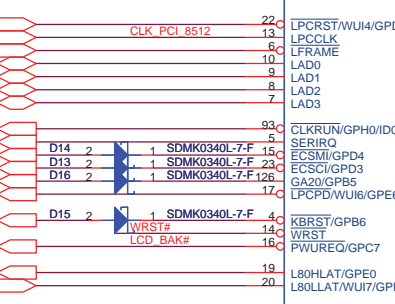 22 LPCRST/WUI4/GPD
CLK_PCI_8512 13 LPCCLK
6 LFRAME
10 LAD0
9 LAD1
8 LAD2
7 LAD3
93 CLKRUN/GPH0/ID0
5 SERIRQ
D14 2 1 SDMK0340L-7-F 15 ECSMI/GPD4
D13 2 1 SDMK0340L-7-F 23 ECSCI/GPD3
D16 2 1 SDMK0340L-7-F 126 GA20/GPB5
17 LPCPD/WUI6/GPE6
D15 2 1 SDMK0340L-7-F 4 KBRST/GPB6
WRST# 14 WRST
LCD_BAK# 16 PWUREQ/GPC7
19 L80HLAT/GPE0
20 L80LLAT/WUI7/GP